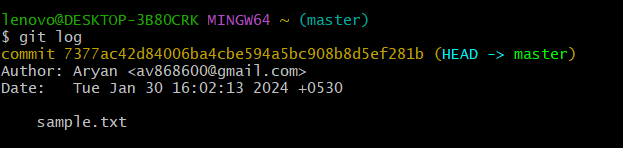 lenovo@DESKTOP-3B8OCRK MINGW64 ~ (master)
$ git log
commit 7377ac42d84006ba4cbe594a5bc908b8d5ef281b (HEAD -> master)
Author: Aryan <av868600@gmail.com>
Date:   Tue Jan 30 16:02:13 2024 +0530
    sample.txt